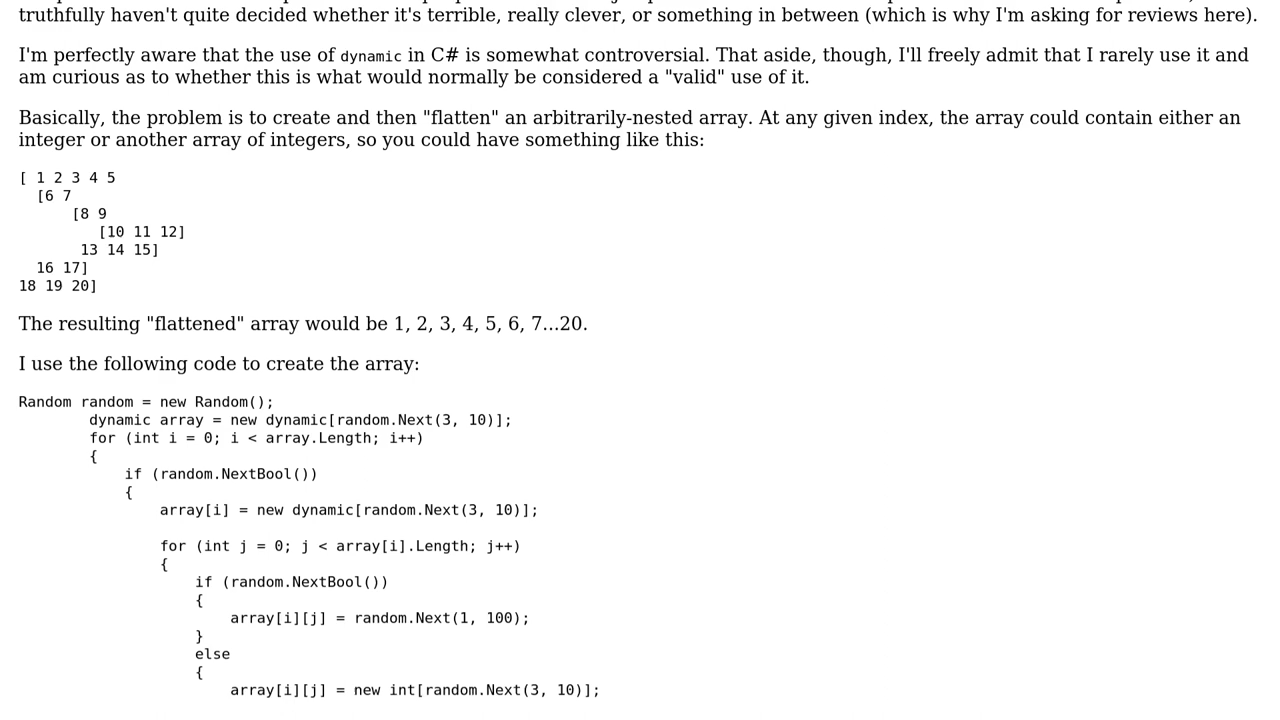 truthfully haven't quite decided whether it's terrible, really clever, or something in between (which is why I'm asking for reviews here).
I'm perfectly aware that the use of dynamic in C# is somewhat controversial. That aside, though, I'll freely admit that I rarely use it and
am curious as to whether this is what would normally be considered a "valid" use of it.
Basically, the problem is to create and then "flatten" an arbitrarily-nested array. At any given index, the array could contain either an
integer or another array of integers, so you could have something like this:
[ 1 2 3 4 5
  [6 7
      [8 9
         [10 11 12]
       13 14 15]
  16 17]
18 19 20]
The resulting "flattened" array would be 1, 2, 3, 4, 5, 6, 7...20.
I use the following code to create the array:
Random random = new Random();
        dynamic array = new dynamic[random.Next(3, 10)];
        for (int i = 0; i < array.Length; i++)
        {
            if (random.NextBool())
            {
                array[i] = new dynamic[random.Next(3, 10)];
                for (int j = 0; j < array[i].Length; j++)
                {
                    if (random.NextBool())
                    {
                        array[i][j] = random.Next(1, 100);
                    }
                    else
                    {
                        array[i][j] = new int[random.Next(3, 10)];